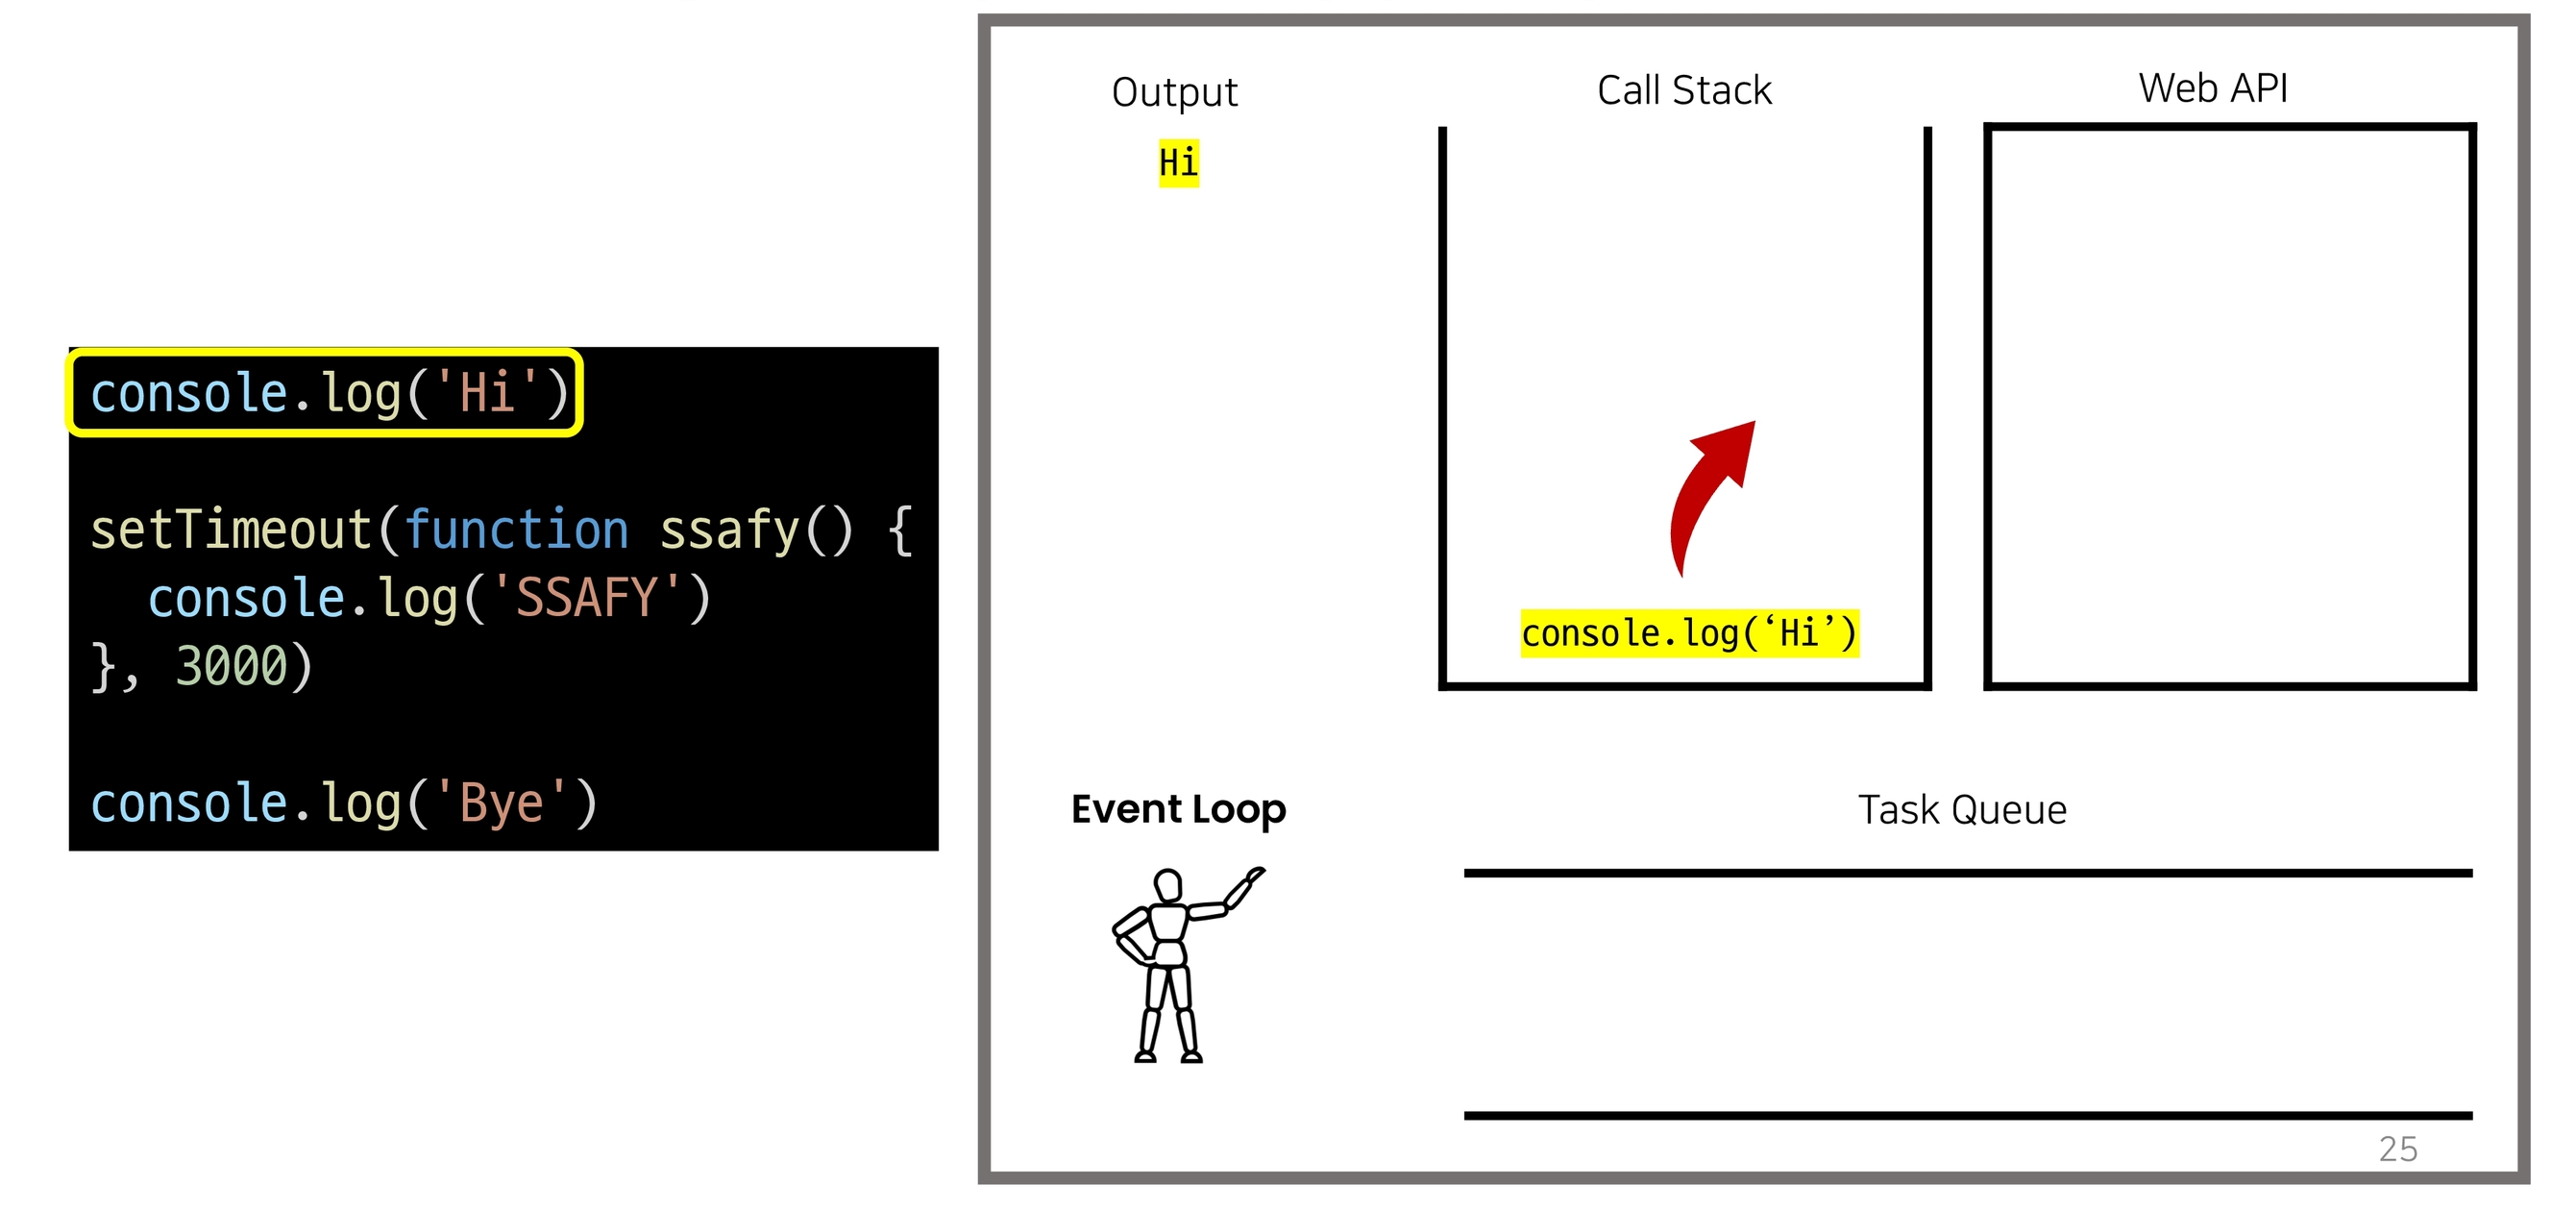 console.log('Hi')
setTimeout(function ssafy() {
  console.log('SSAFY')
}, 3000)
console.log('Bye')
Output
Hi
Call Stack
console.log(‘Hi’)
Web API
Event Loop
Task Queue
25